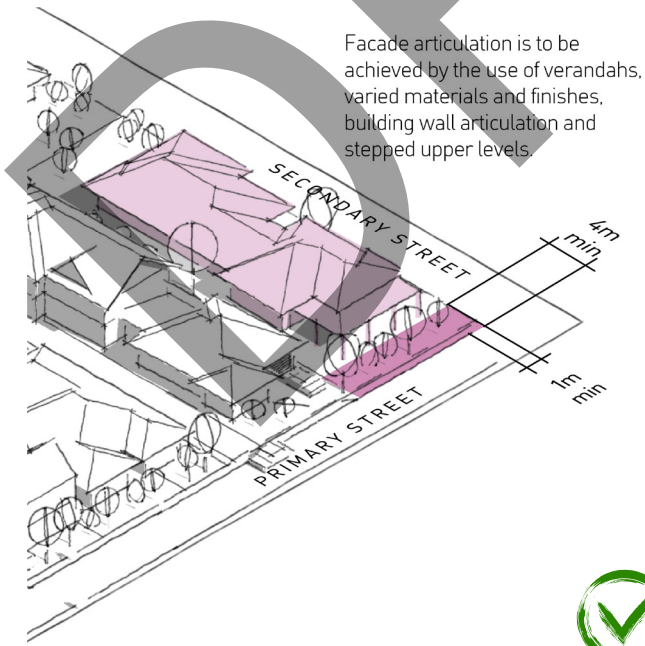 Facade articulation is to be
achieved by the use of verandahs,
varied materials and finishes,
building wall articulation and
stepped upper levels.
SECONDARY STREET
4m
min
1m
min
PRIMARY STREET